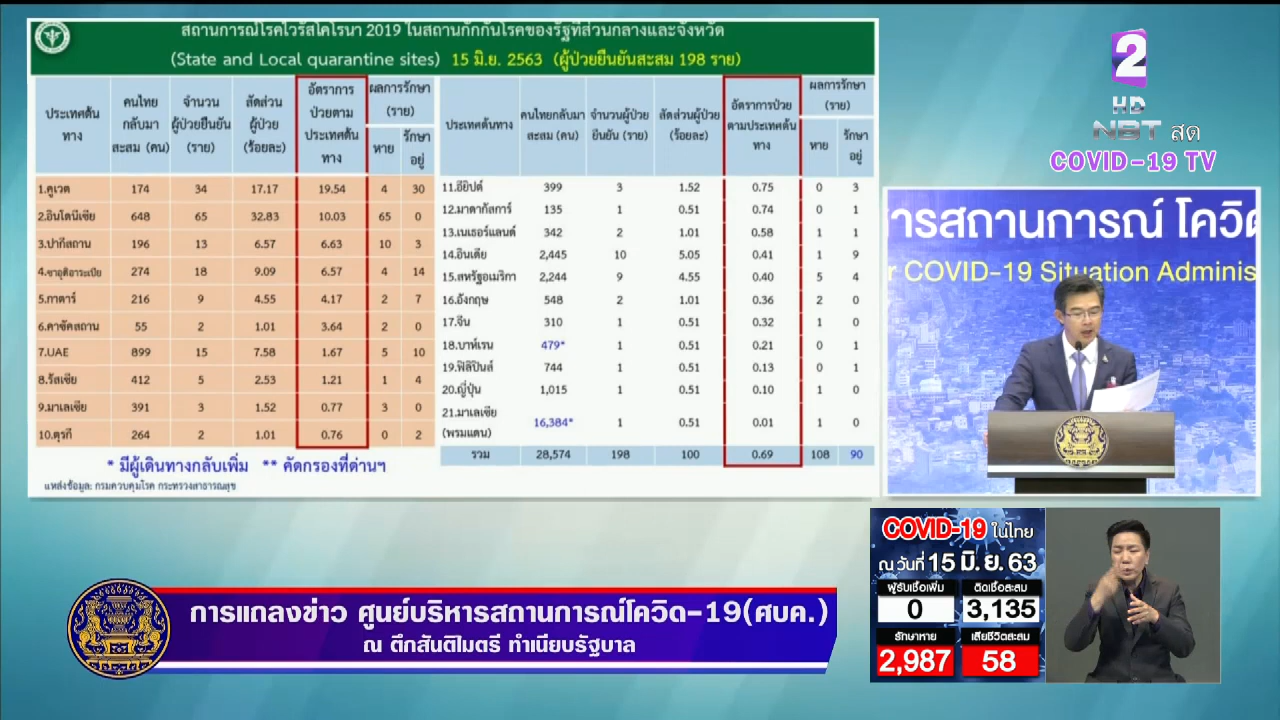 สถานการณ์โรคไวรัสโคโรนา 2019 ในสถานกักกันโรคของรัฐที่ส่วนกลางและจังหวัด
(State and Local quarantine sites) 15 มิ.ย. 2563 (ผู้ป่วยยืนยันสะสม 198 ราย)
ประเทศต้นทาง คนไทยกลับมาสะสม (คน) จำนวนผู้ป่วยยืนยัน (ราย) สัดส่วนผู้ป่วย (ร้อยละ) อัตราการป่วยตามประเทศต้นทาง ผลการรักษา (ราย) หาย รักษาอยู่
1.คูเวต 174 34 17.17 19.54 4 30
2.อินโดนีเซีย 648 65 32.83 10.03 65 0
3.ปากีสถาน 196 13 6.57 6.63 10 3
4.ซาอุดิอาระเบีย 274 18 9.09 6.57 4 14
5.กาตาร์ 216 9 4.55 4.17 2 7
6.คาซัคสถาน 55 2 1.01 3.64 2 0
7.UAE 899 15 7.58 1.67 5 10
8.รัสเซีย 412 5 2.53 1.21 1 4
9.มาเลเซีย 391 3 1.52 0.77 3 0
10.ตุรกี 264 2 1.01 0.76 0 2
ประเทศต้นทาง คนไทยกลับมาสะสม (คน) จำนวนผู้ป่วยยืนยัน (ราย) สัดส่วนผู้ป่วย (ร้อยละ) อัตราการป่วยตามประเทศต้นทาง ผลการรักษา (ราย) หาย รักษาอยู่
11.อียิปต์ 399 3 1.52 0.75 0 3
12.มาดากัสการ์ 135 1 0.51 0.74 0 1
13.เนเธอร์แลนด์ 342 2 1.01 0.58 1 1
14.อินเดีย 2,445 10 5.05 0.41 1 9
15.สหรัฐอเมริกา 2,244 9 4.55 0.40 5 4
16.อังกฤษ 548 2 1.01 0.36 2 0
17.จีน 310 1 0.51 0.32 1 0
18.บาห์เรน 479* 1 0.51 0.21 0 1
19.ฟิลิปปินส์ 744 1 0.51 0.13 0 1
20.ญี่ปุ่น 1,015 1 0.51 0.10 1 0
21.มาเลเซีย (พรมแดน) 16,384* 1 0.51 0.01 1 0
รวม 28,574 198 100 0.69 108 90
* มีผู้เดินทางกลับเพิ่ม ** คัดกรองที่ด่านฯ
แหล่งข้อมูล: กรมควบคุมโรค กระทรวงสาธารณสุข
2
HD
NBT สด
COVID-19 TV
ารสถานการณ์ โควิด
r COVID-19 Situation Adminis
COVID-19 ในไทย
ณ วันที่ 15 มิ.ย. 63
ผู้รับเชื้อเพิ่ม ติดเชื้อสะสม
0 3,135
รักษาหาย เสียชีวิตสะสม
2,987 58
การแถลงข่าว ศูนย์บริหารสถานการณ์โควิด-19(ศบค.)
ณ ตึกสันติไมตรี ทำเนียบรัฐบาล